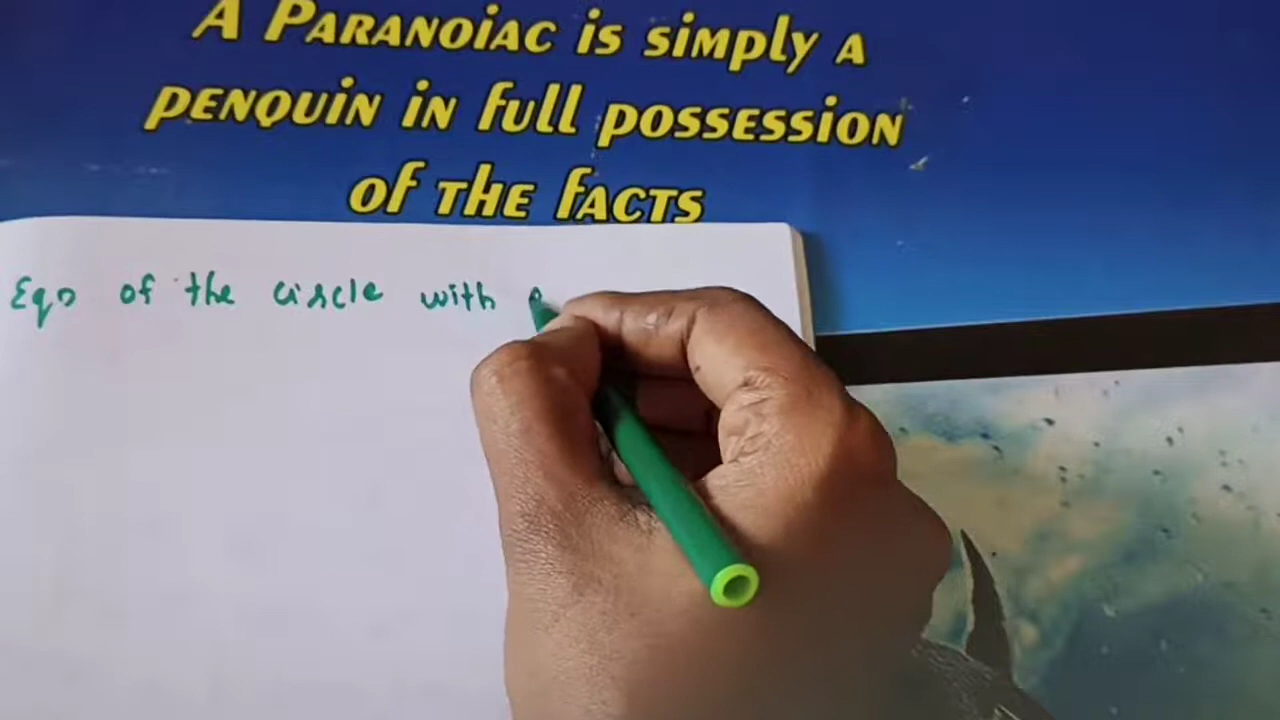 A PARANOiAC is siMply A
PENQUiN iN full POSSESSiON
of THE fACTS
Eqn of the circle with